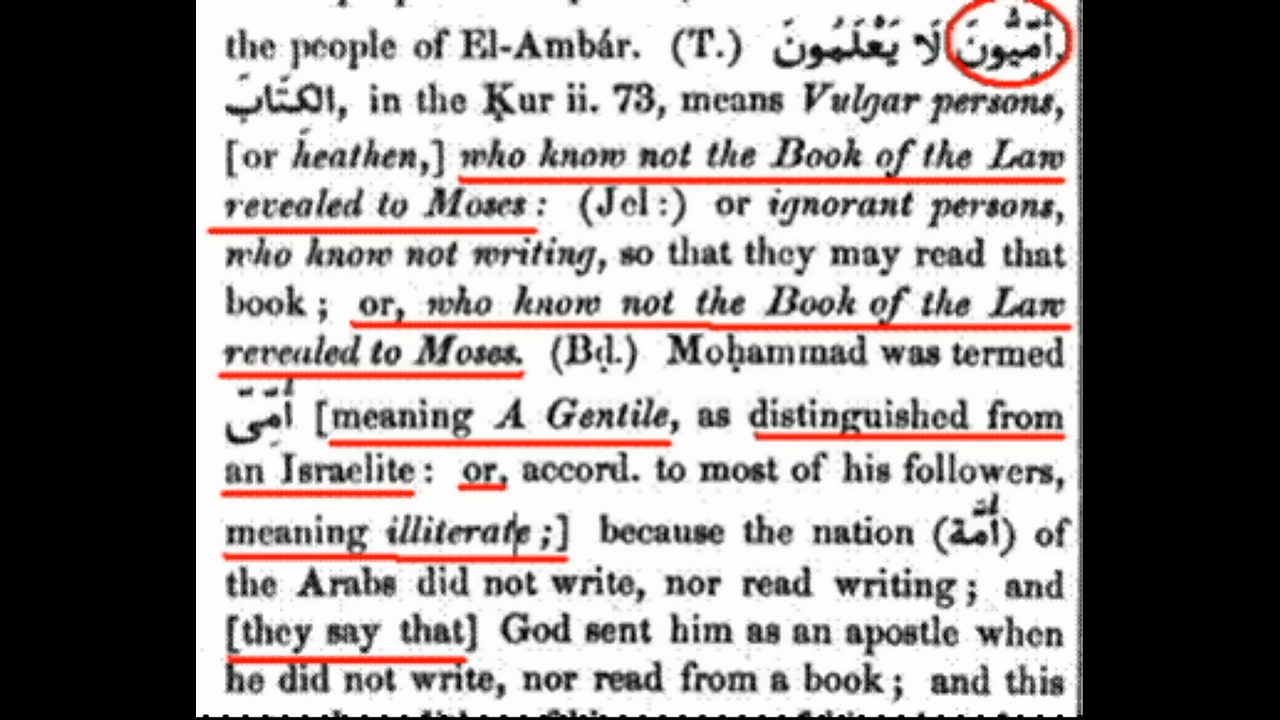 the people of El-Ambár. (T.) أُمِّيُّونَ لَا يَعْلَمُونَ
الكِتَابَ, in the Ḳur ii. 73, means Vulgar persons,
[or heathen,] who know not the Book of the Law
revealed to Moses: (Jel:) or ignorant persons,
who know not writing, so that they may read that
book; or, who know not the Book of the Law
revealed to Moses. (Bḍ.) Moḥammad was termed
أُمِّىّ [meaning A Gentile, as distinguished from
an Israelite: or, accord. to most of his followers,
meaning illiterate;] because the nation (أُمَّة) of
the Arabs did not write, nor read writing; and
[they say that] God sent him as an apostle when
he did not write, nor read from a book; and this